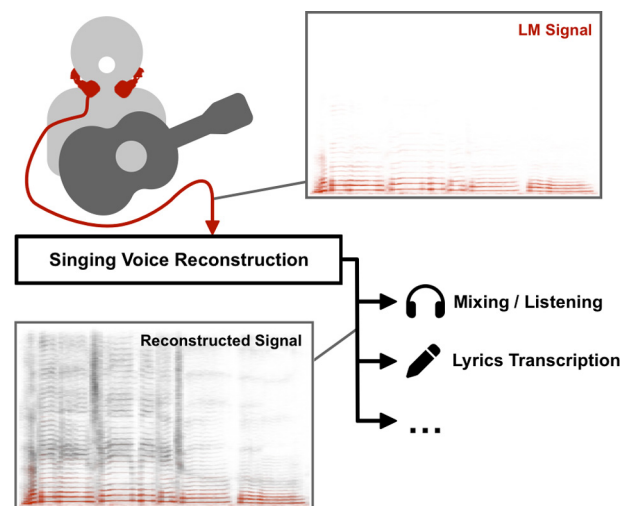 LM Signal
Singing Voice Reconstruction
Mixing / Listening
Reconstructed Signal
Lyrics Transcription
...